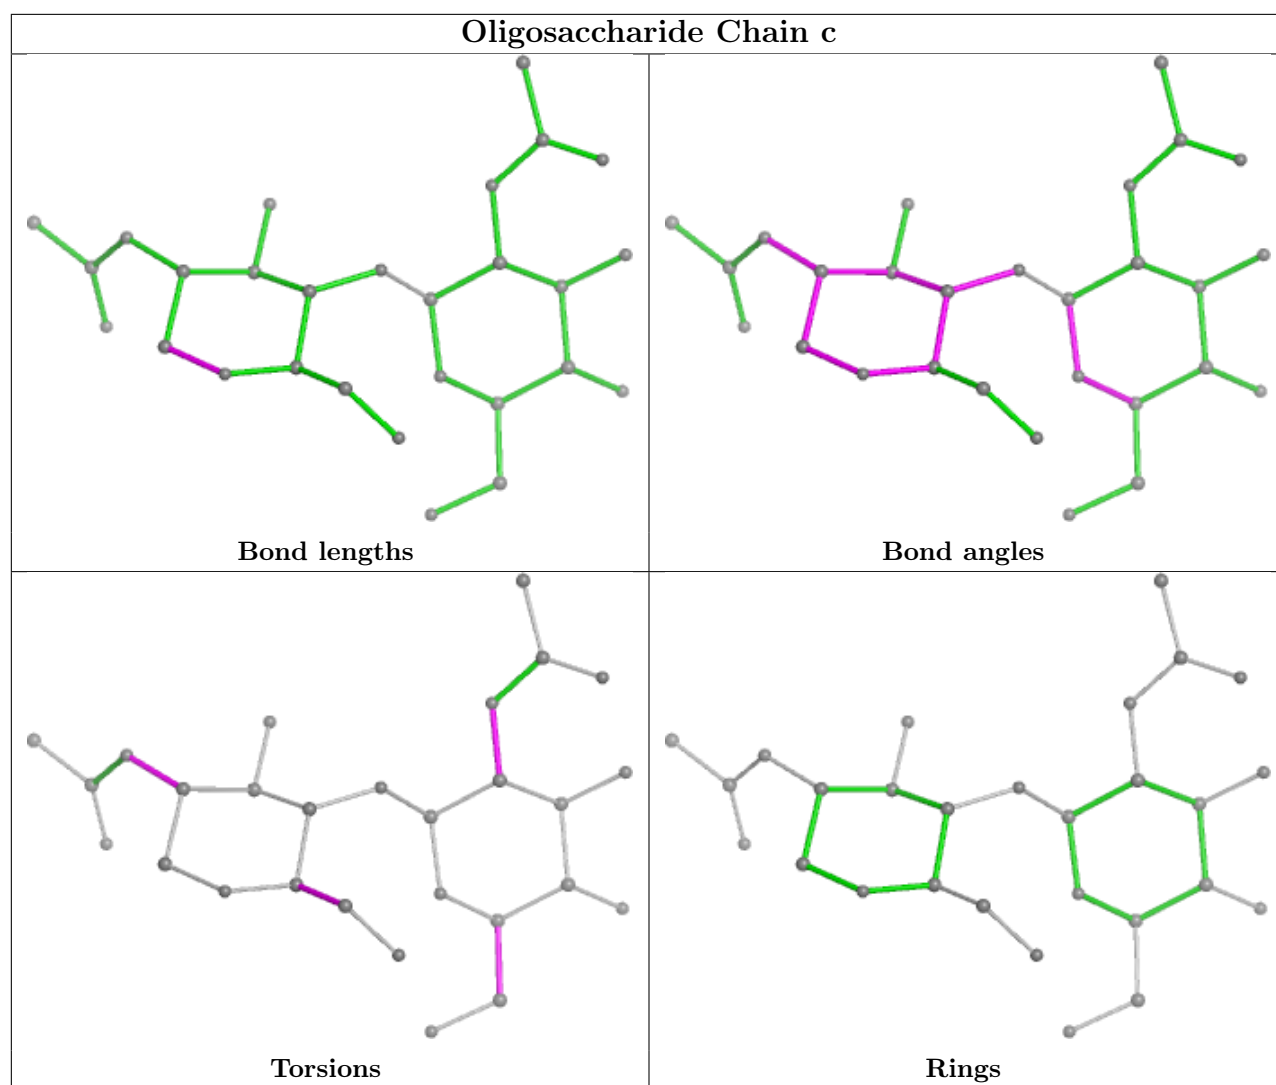 Oligosaccharide Chain c
Bond lengths
Bond angles
Torsions
Rings